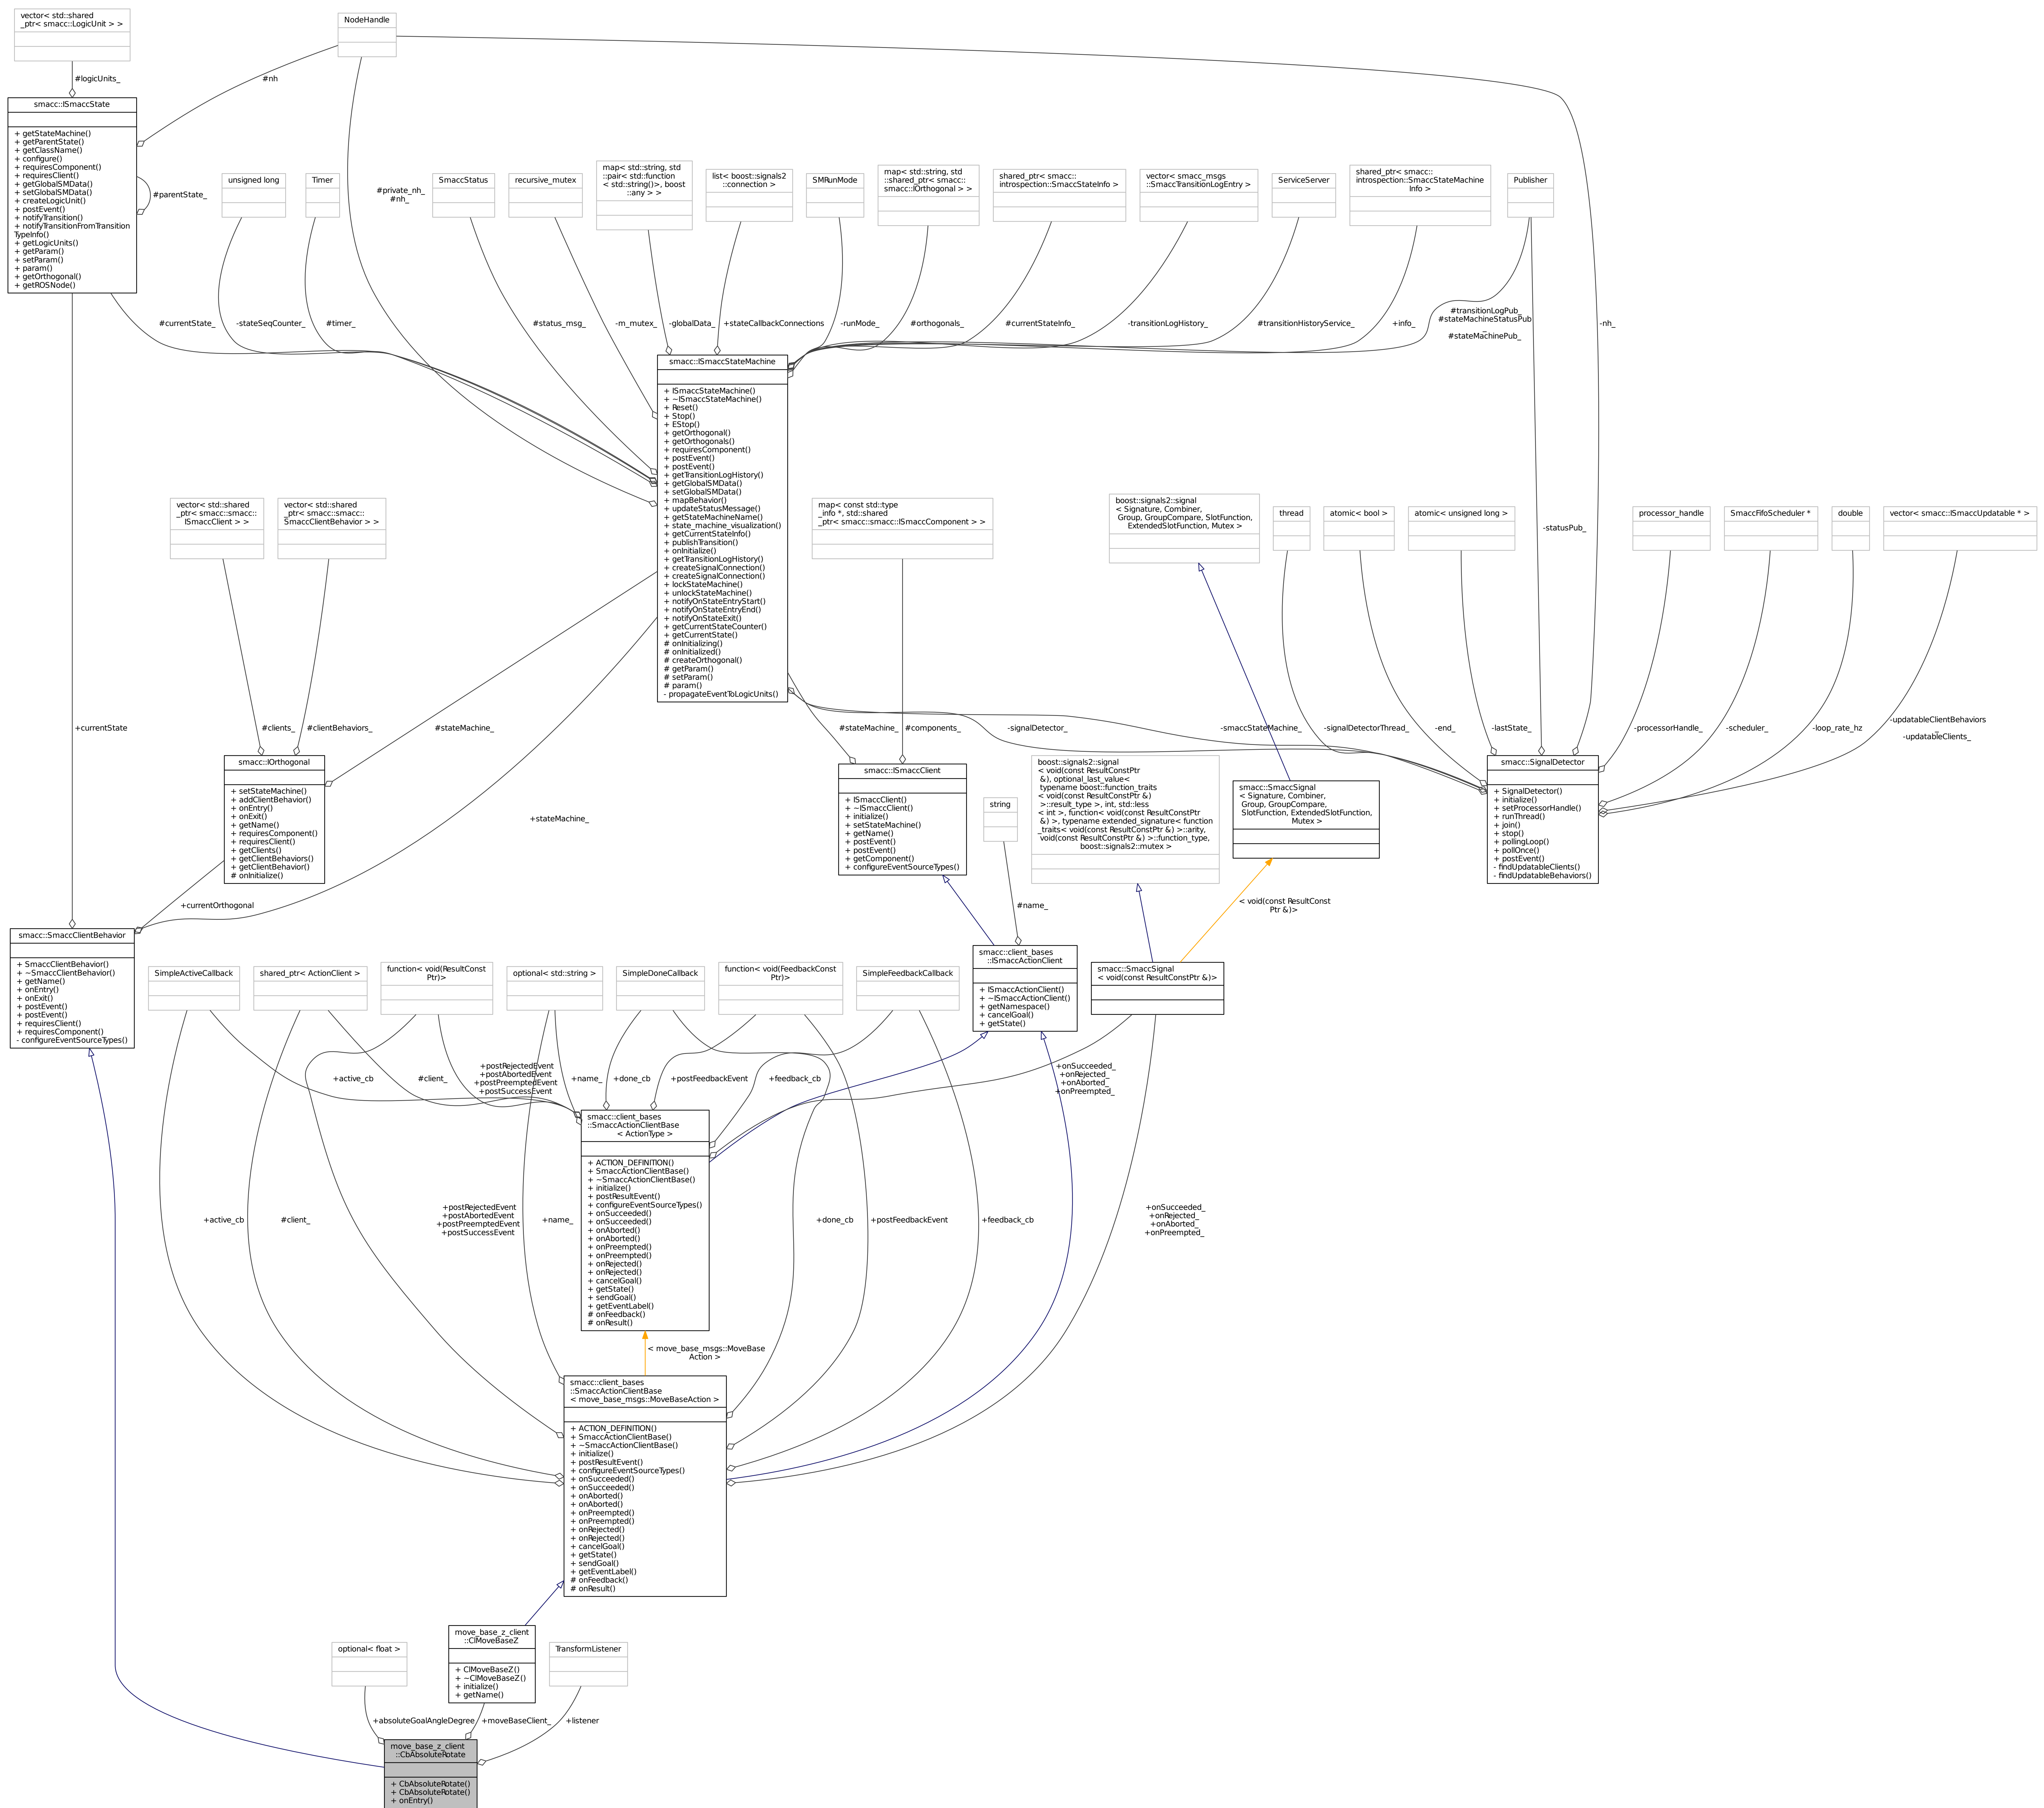 vector< std::shared
_ptr< smacc::LogicUnit > >
NodeHandle
#logicUnits_
#nh
smacc::ISmaccState
+ getStateMachine()
+ getParentState()
+ getClassName()
+ configure()
+ requiresComponent()
+ requiresClient()
+ getGlobalSMData()
+ setGlobalSMData()
+ createLogicUnit()
+ postEvent()
+ notifyTransition()
+ notifyTransitionFromTransition
TypeInfo()
+ getLogicUnits()
+ getParam()
+ setParam()
+ param()
+ getOrthogonal()
+ getROSNode()
#parentState_
unsigned long
Timer
#private_nh_
#nh_
SmaccStatus
recursive_mutex
map< std::string, std
::pair< std::function
< std::string()>, boost
::any > >
list< boost::signals2
::connection >
SMRunMode
map< std::string, std
::shared_ptr< smacc::
smacc::IOrthogonal > >
shared_ptr< smacc::
introspection::SmaccStateInfo >
vector< smacc_msgs
::SmaccTransitionLogEntry >
ServiceServer
shared_ptr< smacc::
introspection::SmaccStateMachine
Info >
Publisher
#currentState_
-stateSeqCounter_
#timer_
#status_msg_
-m_mutex_
-globalData_
+stateCallbackConnections
-runMode_
#orthogonals_
#currentStateInfo_
-transitionLogHistory_
#transitionHistoryService_
+info_
#transitionLogPub_
#stateMachineStatusPub
_
#stateMachinePub_
-nh_
smacc::ISmaccStateMachine
+ ISmaccStateMachine()
+ ~ISmaccStateMachine()
+ Reset()
+ Stop()
+ EStop()
+ getOrthogonal()
+ getOrthogonals()
+ requiresComponent()
+ postEvent()
+ postEvent()
+ getTransitionLogHistory()
+ getGlobalSMData()
+ setGlobalSMData()
+ mapBehavior()
+ updateStatusMessage()
+ getStateMachineName()
+ state_machine_visualization()
+ getCurrentStateInfo()
+ publishTransition()
+ onInitialize()
+ getTransitionLogHistory()
+ createSignalConnection()
+ createSignalConnection()
+ lockStateMachine()
+ unlockStateMachine()
+ notifyOnStateEntryStart()
+ notifyOnStateEntryEnd()
+ notifyOnStateExit()
+ getCurrentStateCounter()
+ getCurrentState()
# onInitializing()
# onInitialized()
# createOrthogonal()
# getParam()
# setParam()
# param()
- propagateEventToLogicUnits()
vector< std::shared
_ptr< smacc::smacc::
ISmaccClient > >
vector< std::shared
_ptr< smacc::smacc::
SmaccClientBehavior > >
map< const std::type
_info *, std::shared
_ptr< smacc::smacc::ISmaccComponent > >
boost::signals2::signal
< Signature, Combiner,
Group, GroupCompare, SlotFunction,
ExtendedSlotFunction, Mutex >
thread
atomic< bool >
atomic< unsigned long >
-statusPub_
processor_handle
SmaccFifoScheduler *
double
vector< smacc::ISmaccUpdatable * >
+currentState
#clients_
#clientBehaviors_
#stateMachine_
#stateMachine_
#components_
-signalDetector_
-smaccStateMachine_
-signalDetectorThread_
-end_
-lastState_
-processorHandle_
-scheduler_
-loop_rate_hz
-updatableClientBehaviors
_
-updatableClients_
smacc::IOrthogonal
+ setStateMachine()
+ addClientBehavior()
+ onEntry()
+ onExit()
+ getName()
+ requiresComponent()
+ requiresClient()
+ getClients()
+ getClientBehaviors()
+ getClientBehavior()
# onInitialize()
+stateMachine_
smacc::ISmaccClient
+ ISmaccClient()
+ ~ISmaccClient()
+ initialize()
+ setStateMachine()
+ getName()
+ postEvent()
+ postEvent()
+ getComponent()
+ configureEventSourceTypes()
string
boost::signals2::signal
< void(const ResultConstPtr
&), optional_last_value<
typename boost::function_traits
< void(const ResultConstPtr &)
>::result_type >, int, std::less
< int >, function< void(const ResultConstPtr
&) >, typename extended_signature< function
_traits< void(const ResultConstPtr &) >::arity,
void(const ResultConstPtr &) >::function_type,
boost::signals2::mutex >
smacc::SmaccSignal
< Signature, Combiner,
Group, GroupCompare,
SlotFunction, ExtendedSlotFunction,
Mutex >
smacc::SignalDetector
+ SignalDetector()
+ initialize()
+ setProcessorHandle()
+ runThread()
+ join()
+ stop()
+ pollingLoop()
+ pollOnce()
+ postEvent()
- findUpdatableClients()
- findUpdatableBehaviors()
+currentOrthogonal
#name_
< void(const ResultConst
Ptr &)>
smacc::SmaccClientBehavior
+ SmaccClientBehavior()
+ ~SmaccClientBehavior()
+ getName()
+ onEntry()
+ onExit()
+ postEvent()
+ postEvent()
+ requiresClient()
+ requiresComponent()
- configureEventSourceTypes()
SimpleActiveCallback
shared_ptr< ActionClient >
function< void(ResultConst
Ptr)>
optional< std::string >
SimpleDoneCallback
function< void(FeedbackConst
Ptr)>
SimpleFeedbackCallback
smacc::client_bases
::ISmaccActionClient
+ ISmaccActionClient()
+ ~ISmaccActionClient()
+ getNamespace()
+ cancelGoal()
+ getState()
smacc::SmaccSignal
< void(const ResultConstPtr &)>
+active_cb
#client_
+postRejectedEvent
+postAbortedEvent
+postPreemptedEvent
+postSuccessEvent
+name_
+done_cb
+postFeedbackEvent
+feedback_cb
+onSucceeded_
+onRejected_
+onAborted_
+onPreempted_
smacc::client_bases
::SmaccActionClientBase
< ActionType >
+ ACTION_DEFINITION()
+ SmaccActionClientBase()
+ ~SmaccActionClientBase()
+ initialize()
+ postResultEvent()
+ configureEventSourceTypes()
+ onSucceeded()
+ onSucceeded()
+ onAborted()
+ onAborted()
+ onPreempted()
+ onPreempted()
+ onRejected()
+ onRejected()
+ cancelGoal()
+ getState()
+ sendGoal()
+ getEventLabel()
# onFeedback()
# onResult()
+active_cb
#client_
+postRejectedEvent
+postAbortedEvent
+postPreemptedEvent
+postSuccessEvent
+name_
+done_cb
+postFeedbackEvent
+feedback_cb
+onSucceeded_
+onRejected_
+onAborted_
+onPreempted_
< move_base_msgs::MoveBase
Action >
smacc::client_bases
::SmaccActionClientBase
< move_base_msgs::MoveBaseAction >
+ ACTION_DEFINITION()
+ SmaccActionClientBase()
+ ~SmaccActionClientBase()
+ initialize()
+ postResultEvent()
+ configureEventSourceTypes()
+ onSucceeded()
+ onSucceeded()
+ onAborted()
+ onAborted()
+ onPreempted()
+ onPreempted()
+ onRejected()
+ onRejected()
+ cancelGoal()
+ getState()
+ sendGoal()
+ getEventLabel()
# onFeedback()
# onResult()
optional< float >
move_base_z_client
::ClMoveBaseZ
+ ClMoveBaseZ()
+ ~ClMoveBaseZ()
+ initialize()
+ getName()
TransformListener
+absoluteGoalAngleDegree
+moveBaseClient_
+listener
move_base_z_client
::CbAbsoluteRotate
+ CbAbsoluteRotate()
+ CbAbsoluteRotate()
+ onEntry()